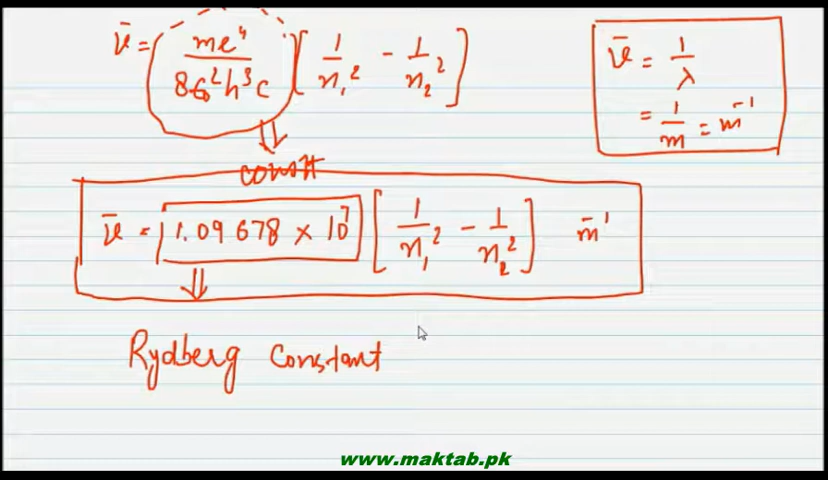 ν̄ = me⁴ / 8ϵ₀²h³c [ 1/n₁² - 1/n₂² ]
ν̄ = 1/λ
= 1/m = m⁻¹
const
ν̄ = 1.09678 × 10⁷ [ 1/n₁² - 1/n₂² ] m⁻¹
Rydberg Constant
www.maktab.pk